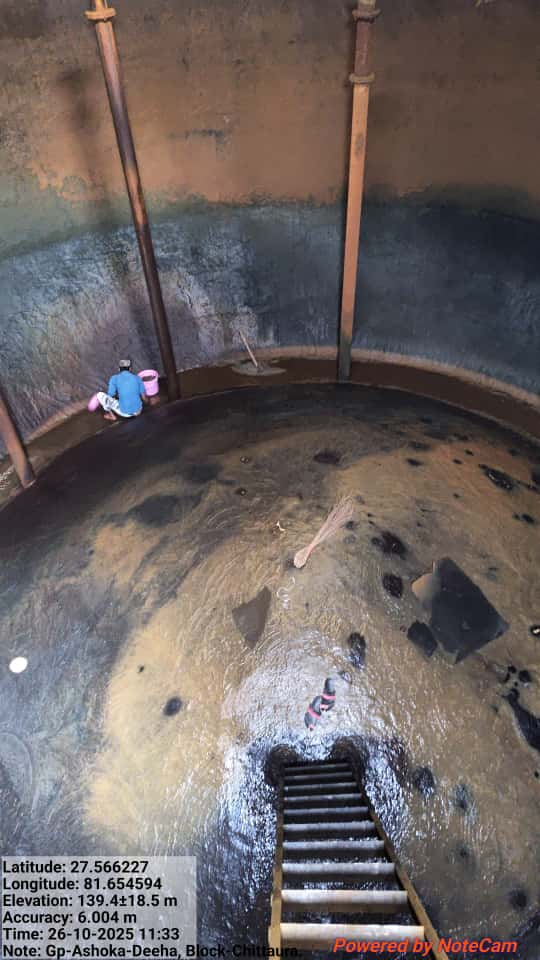 Latitude: 27.566227
Longitude: 81.654594
Elevation: 139.4±18.5 m
Accuracy: 6.004 m
Time: 26-10-2025 11:33
Note: Gp-Ashoka-Deeha, Block-Chittaura.
Powered by NoteCam